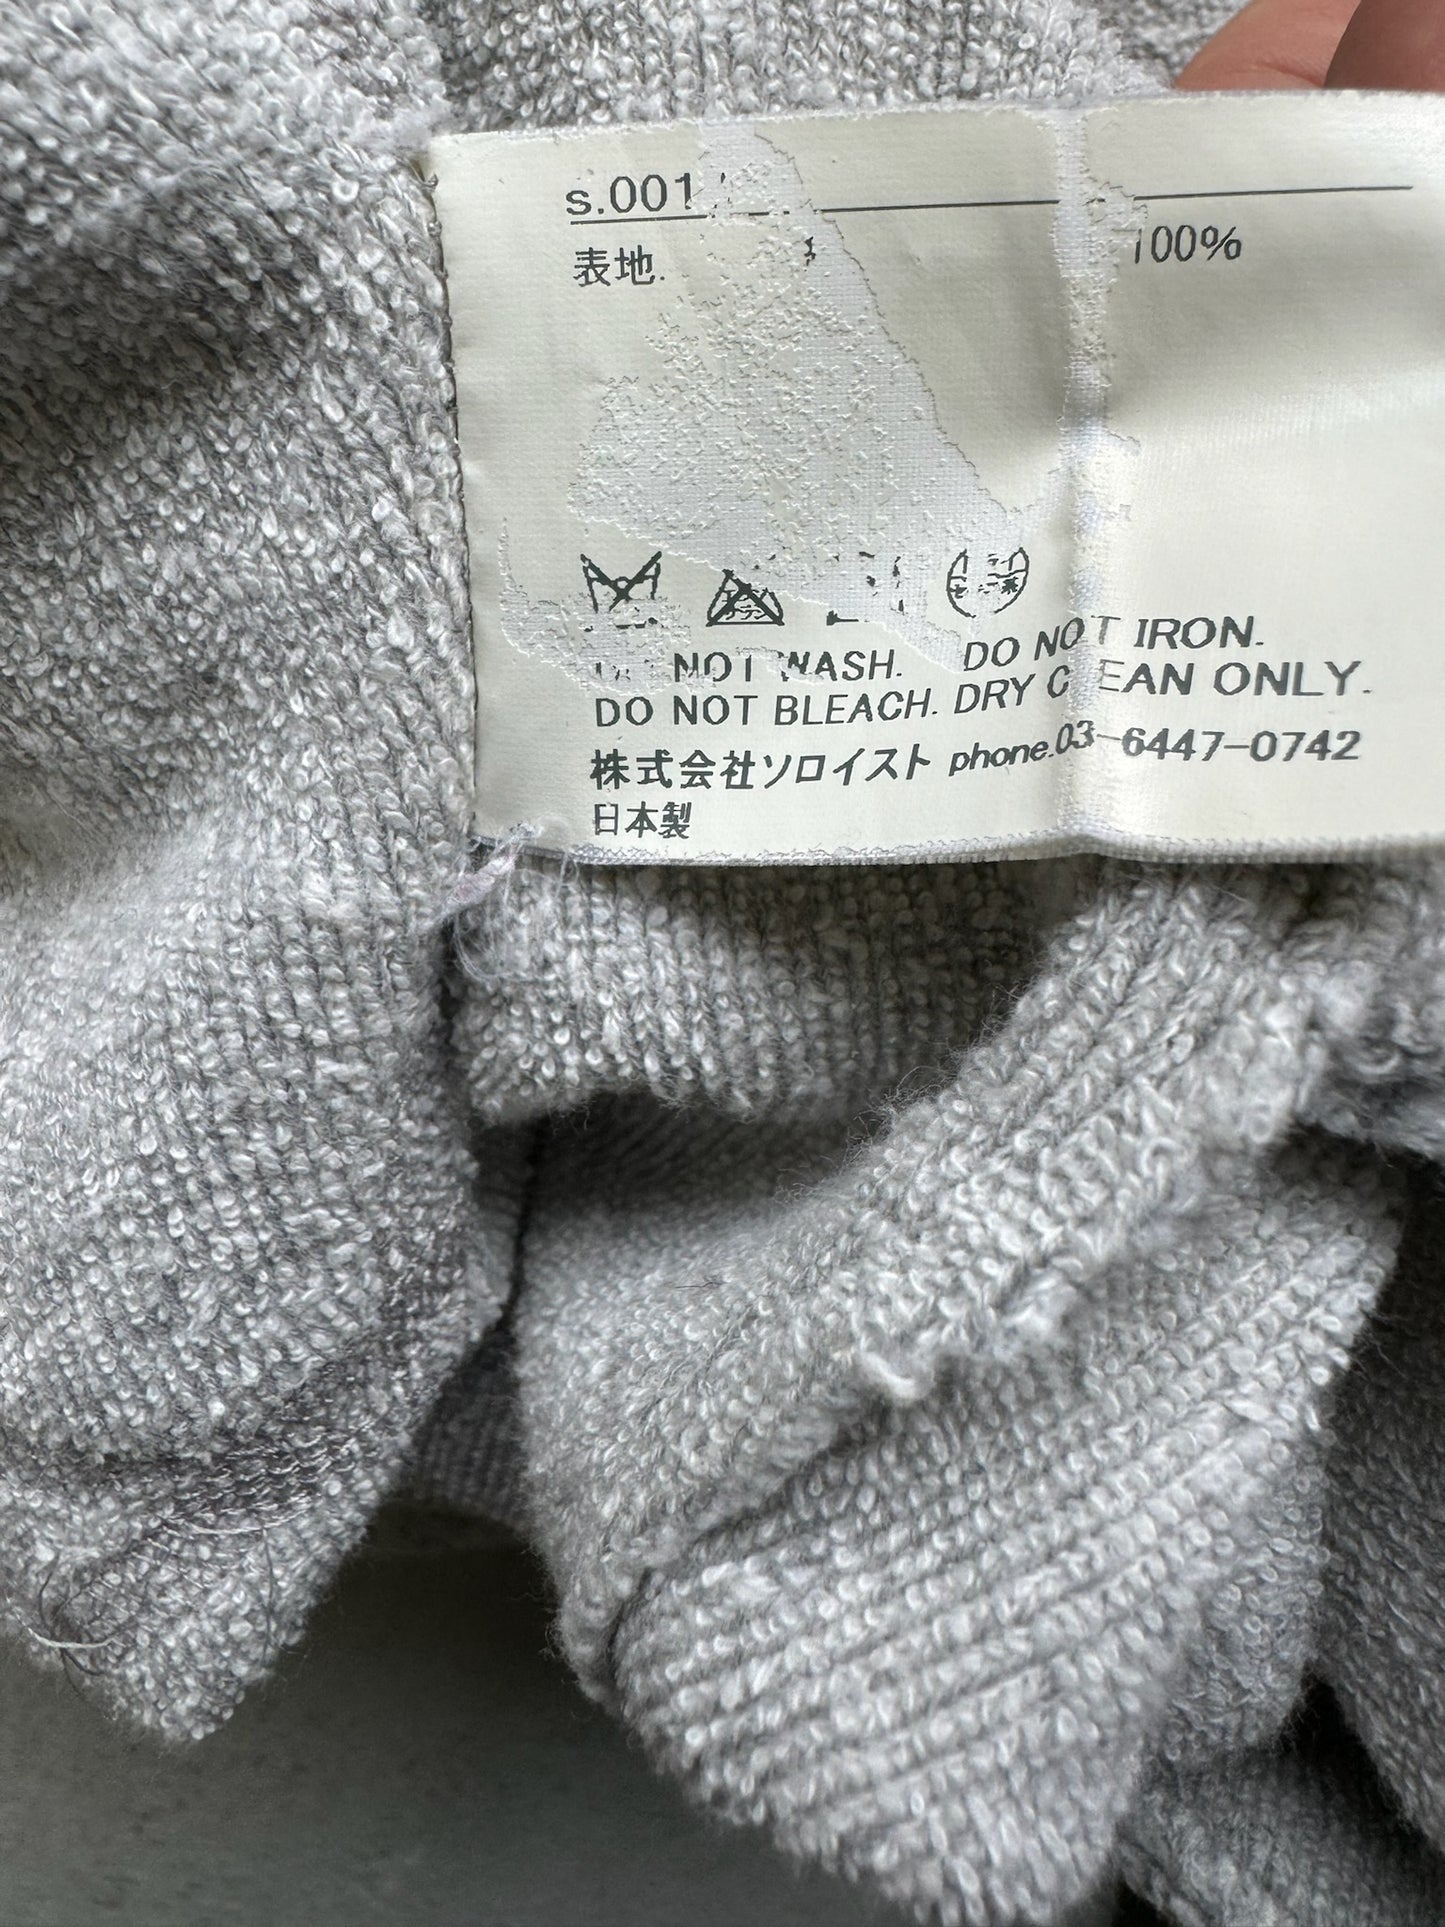 s.001
表地.
100%
NOT WASH. DO NOT IRON.
DO NOT BLEACH. DRY CLEAN ONLY.
株式会社ソロイスト phone.03-6447-0742
日本製